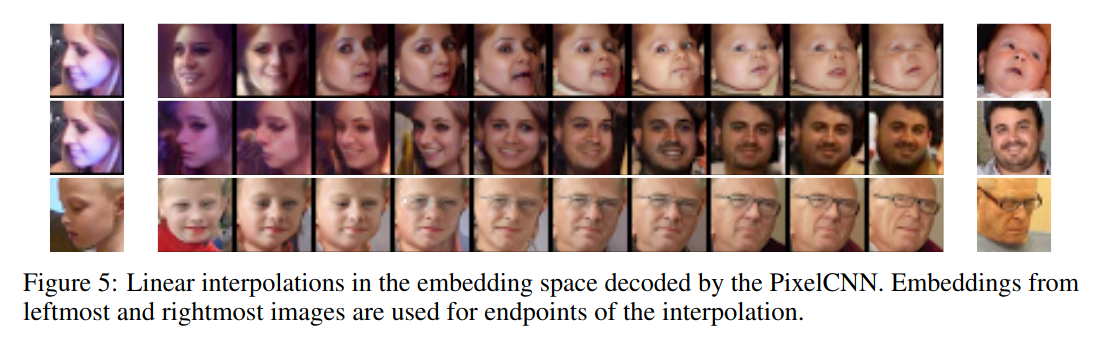 Figure 5: Linear interpolations in the embedding space decoded by the PixelCNN. Embeddings from
leftmost and rightmost images are used for endpoints of the interpolation.